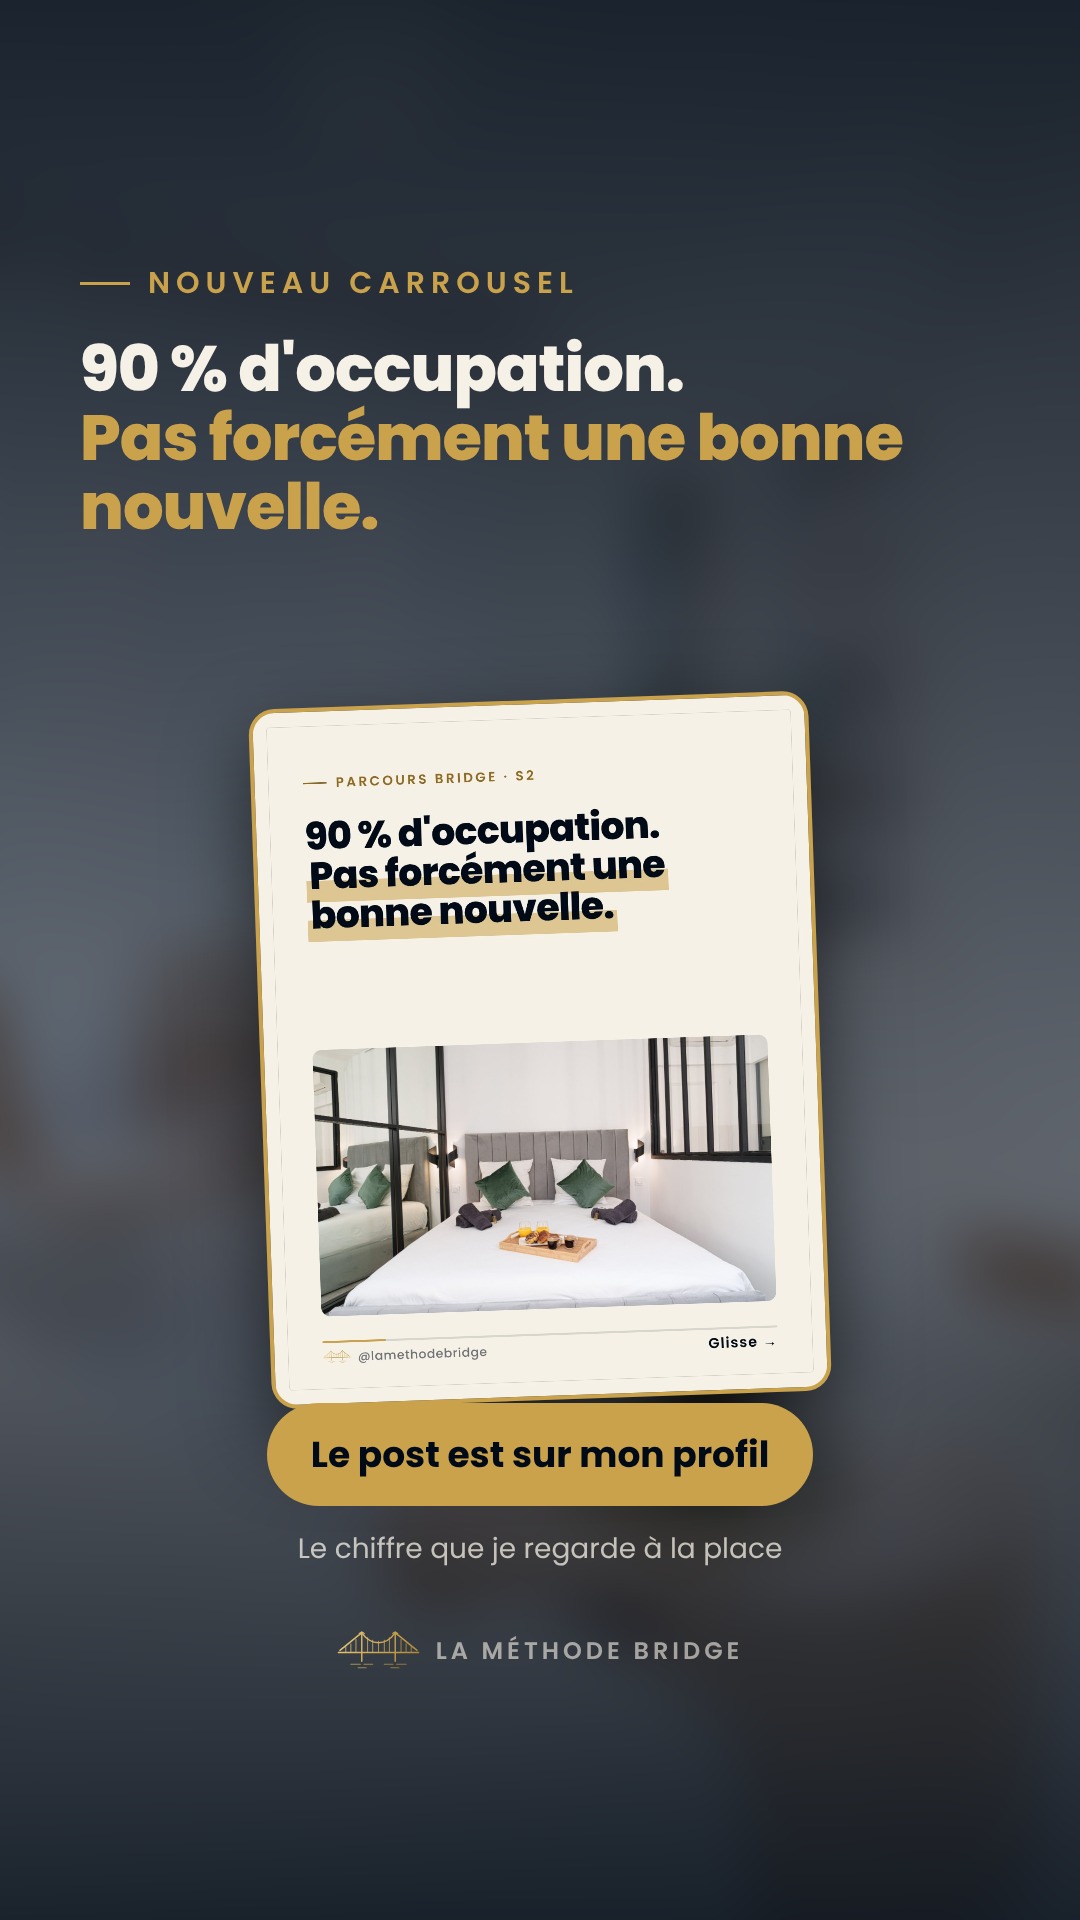 NOUVEAU CARROUSEL
90 % d'occupation.
Pas forcément une bonne
nouvelle.
PARCOURS BRIDGE · S2
90 % d'occupation.
Pas forcément une
bonne nouvelle.
@lamethodebridge
Glisse →
Le post est sur mon profil
Le chiffre que je regarde à la place
LA MÉTHODE BRIDGE